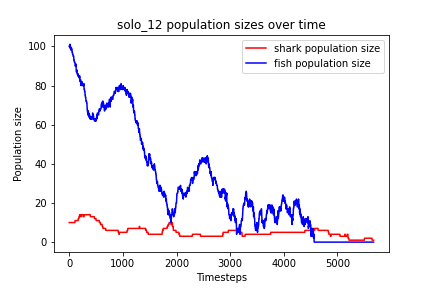 solo_12 population sizes over time
shark population size
fish population size
100
80
60
40
20
0
Population size
0 1000 2000 3000 4000 5000
Timesteps